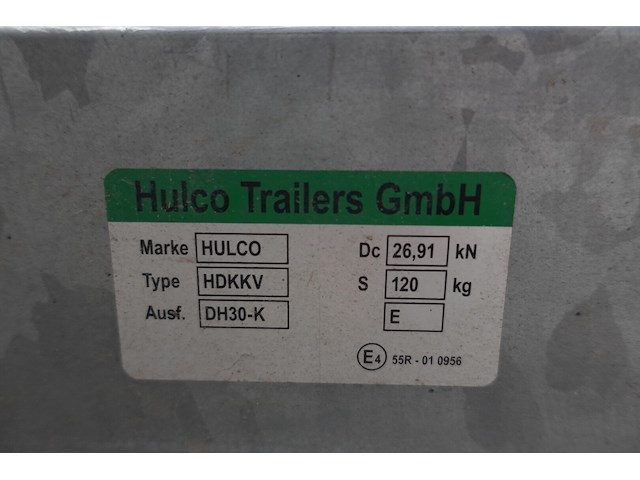 Hulco Trailers GmbH
Marke HULCO Dc 26,91 kN
Type HDKKV S 120 kg
Ausf. DH30-K E
E4 55R - 01 0956